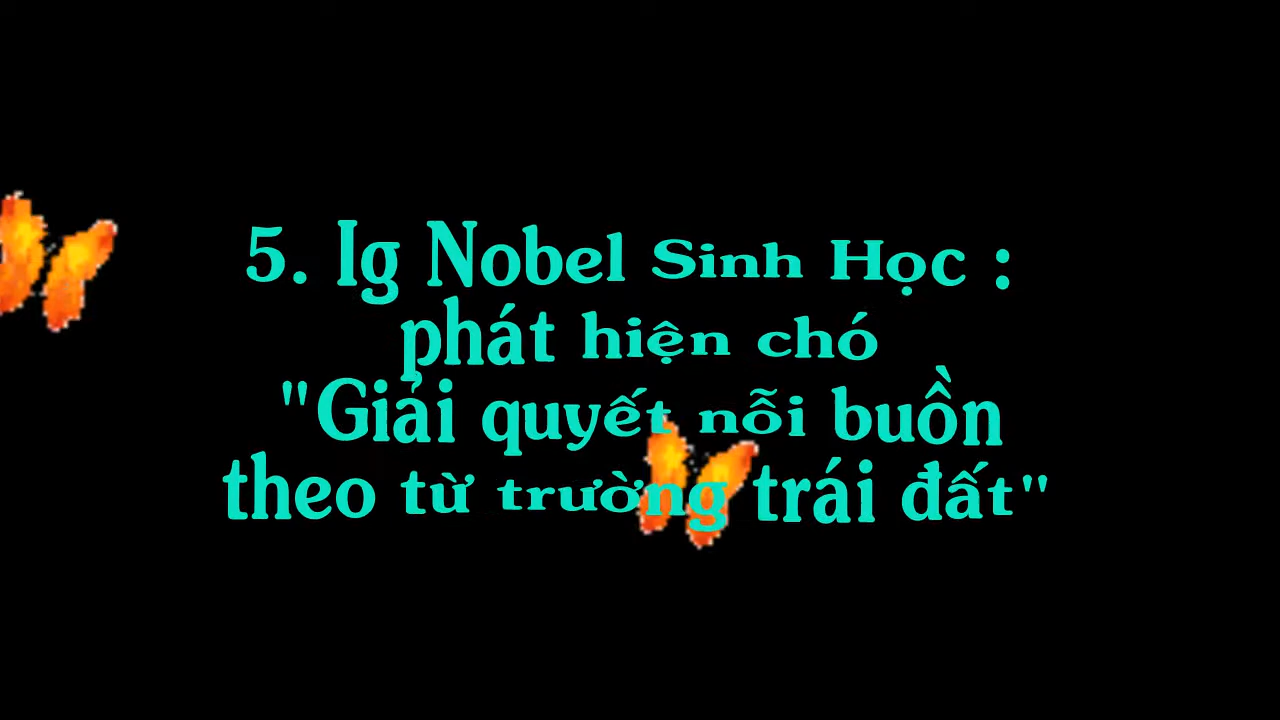 5. Ig Nobel Sinh Học :
phát hiện chó
"Giải quyết nỗi buồn
theo từ trường trái đất"